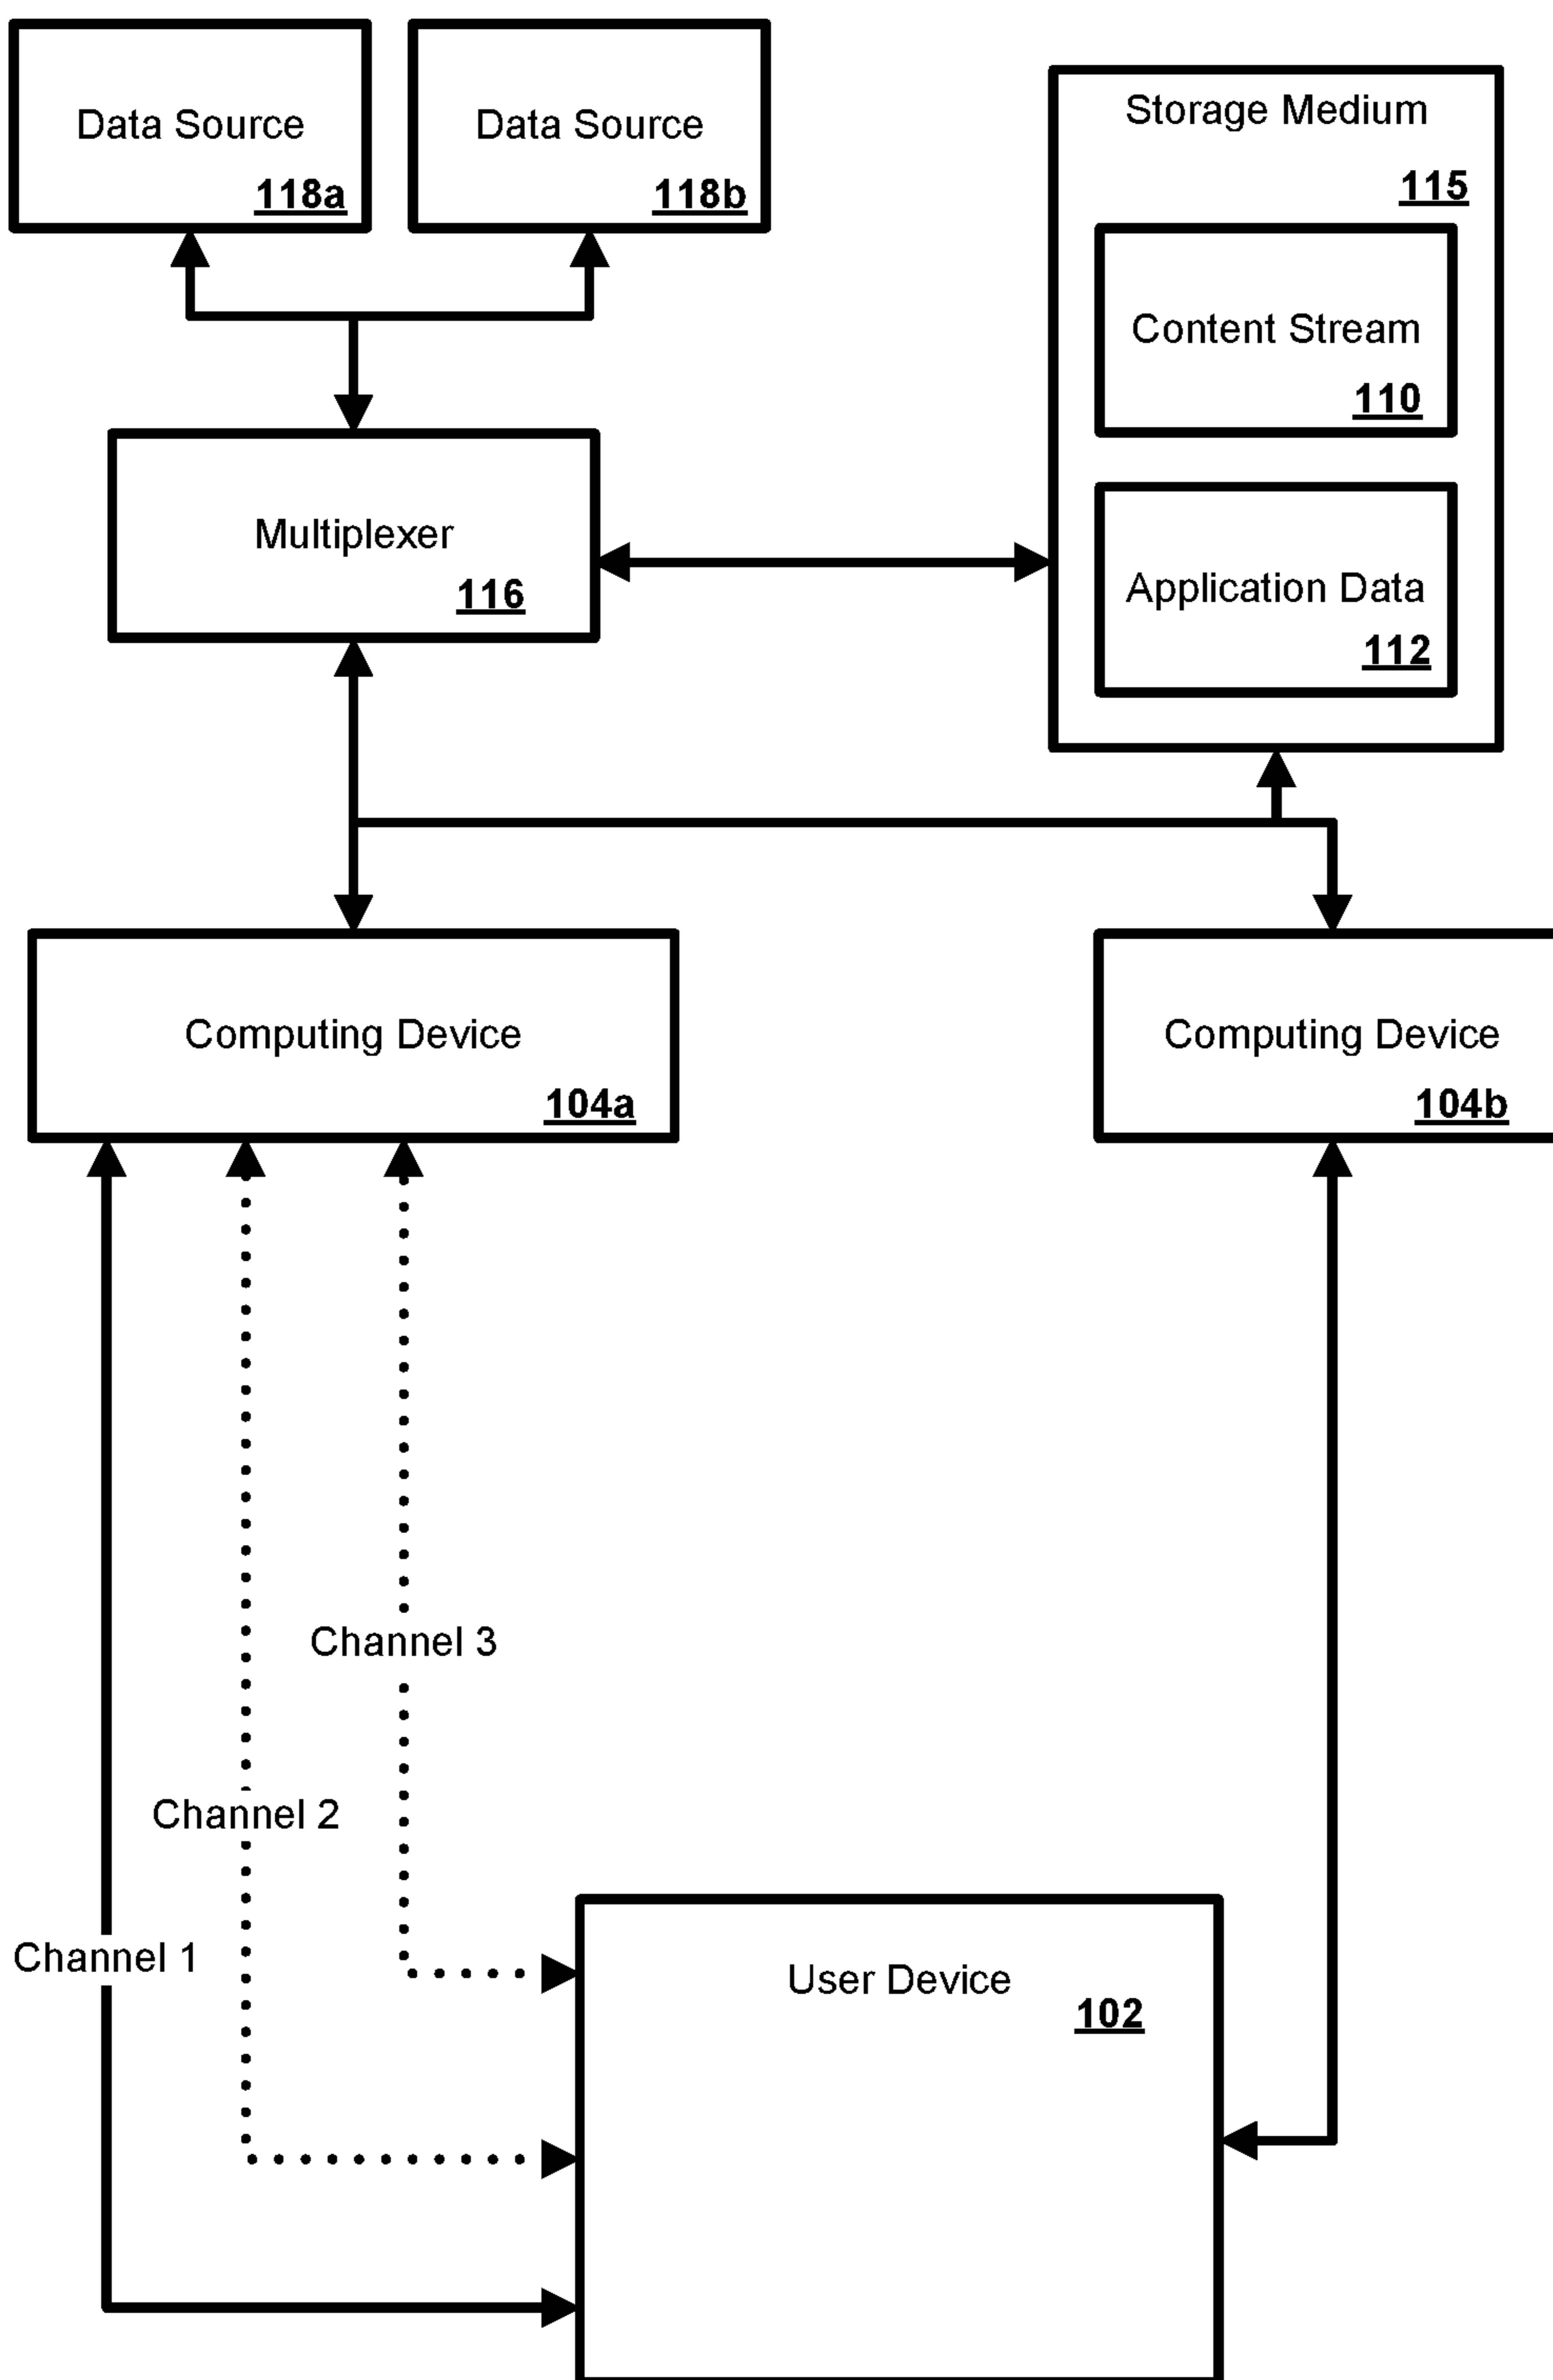 Data Source
118a
Data Source
118b
Storage Medium
115
Content Stream
110
Application Data
112
Multiplexer
116
Computing Device
104a
Computing Device
104b
Channel 3
Channel 2
Channel 1
User Device
102